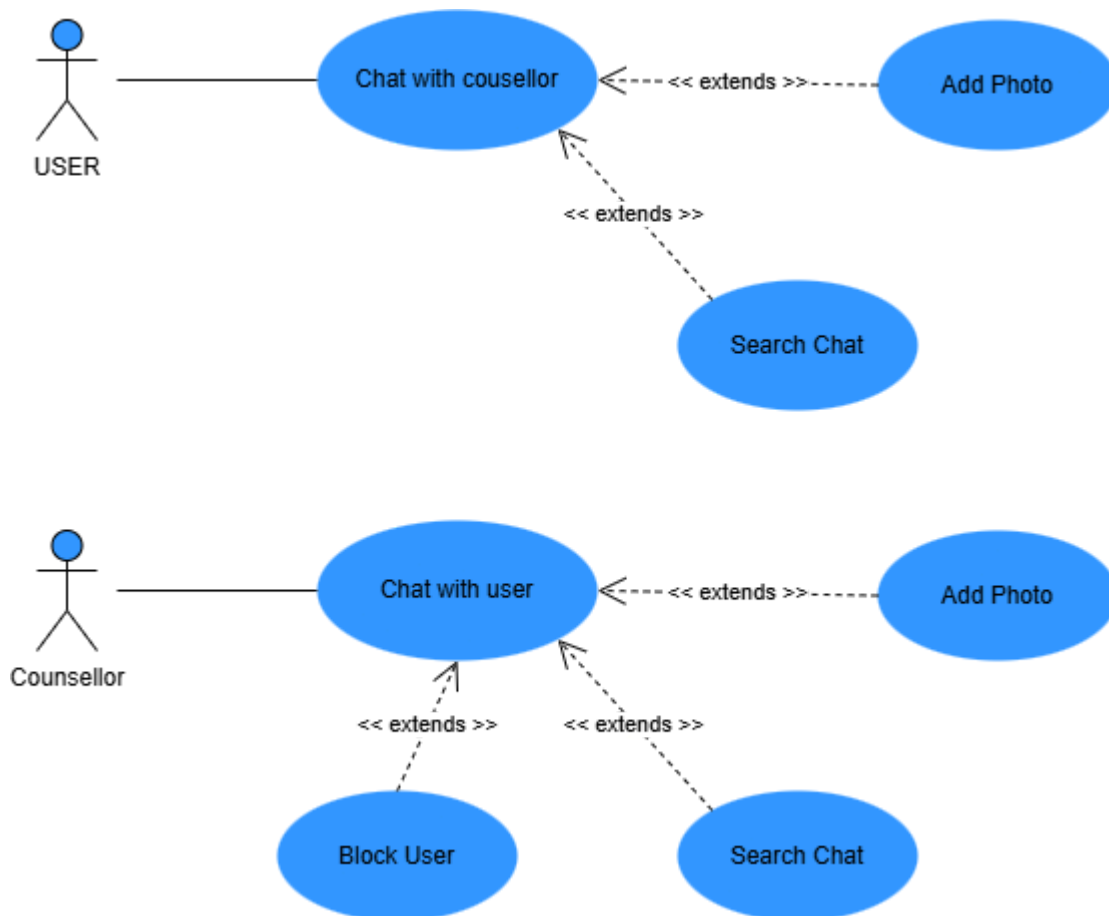 Chat with cousellor
<< extends >>
Add Photo
USER
<< extends >>
Search Chat
Chat with user
<< extends >>
Add Photo
Counsellor
<< extends >>
<< extends >>
Block User
Search Chat